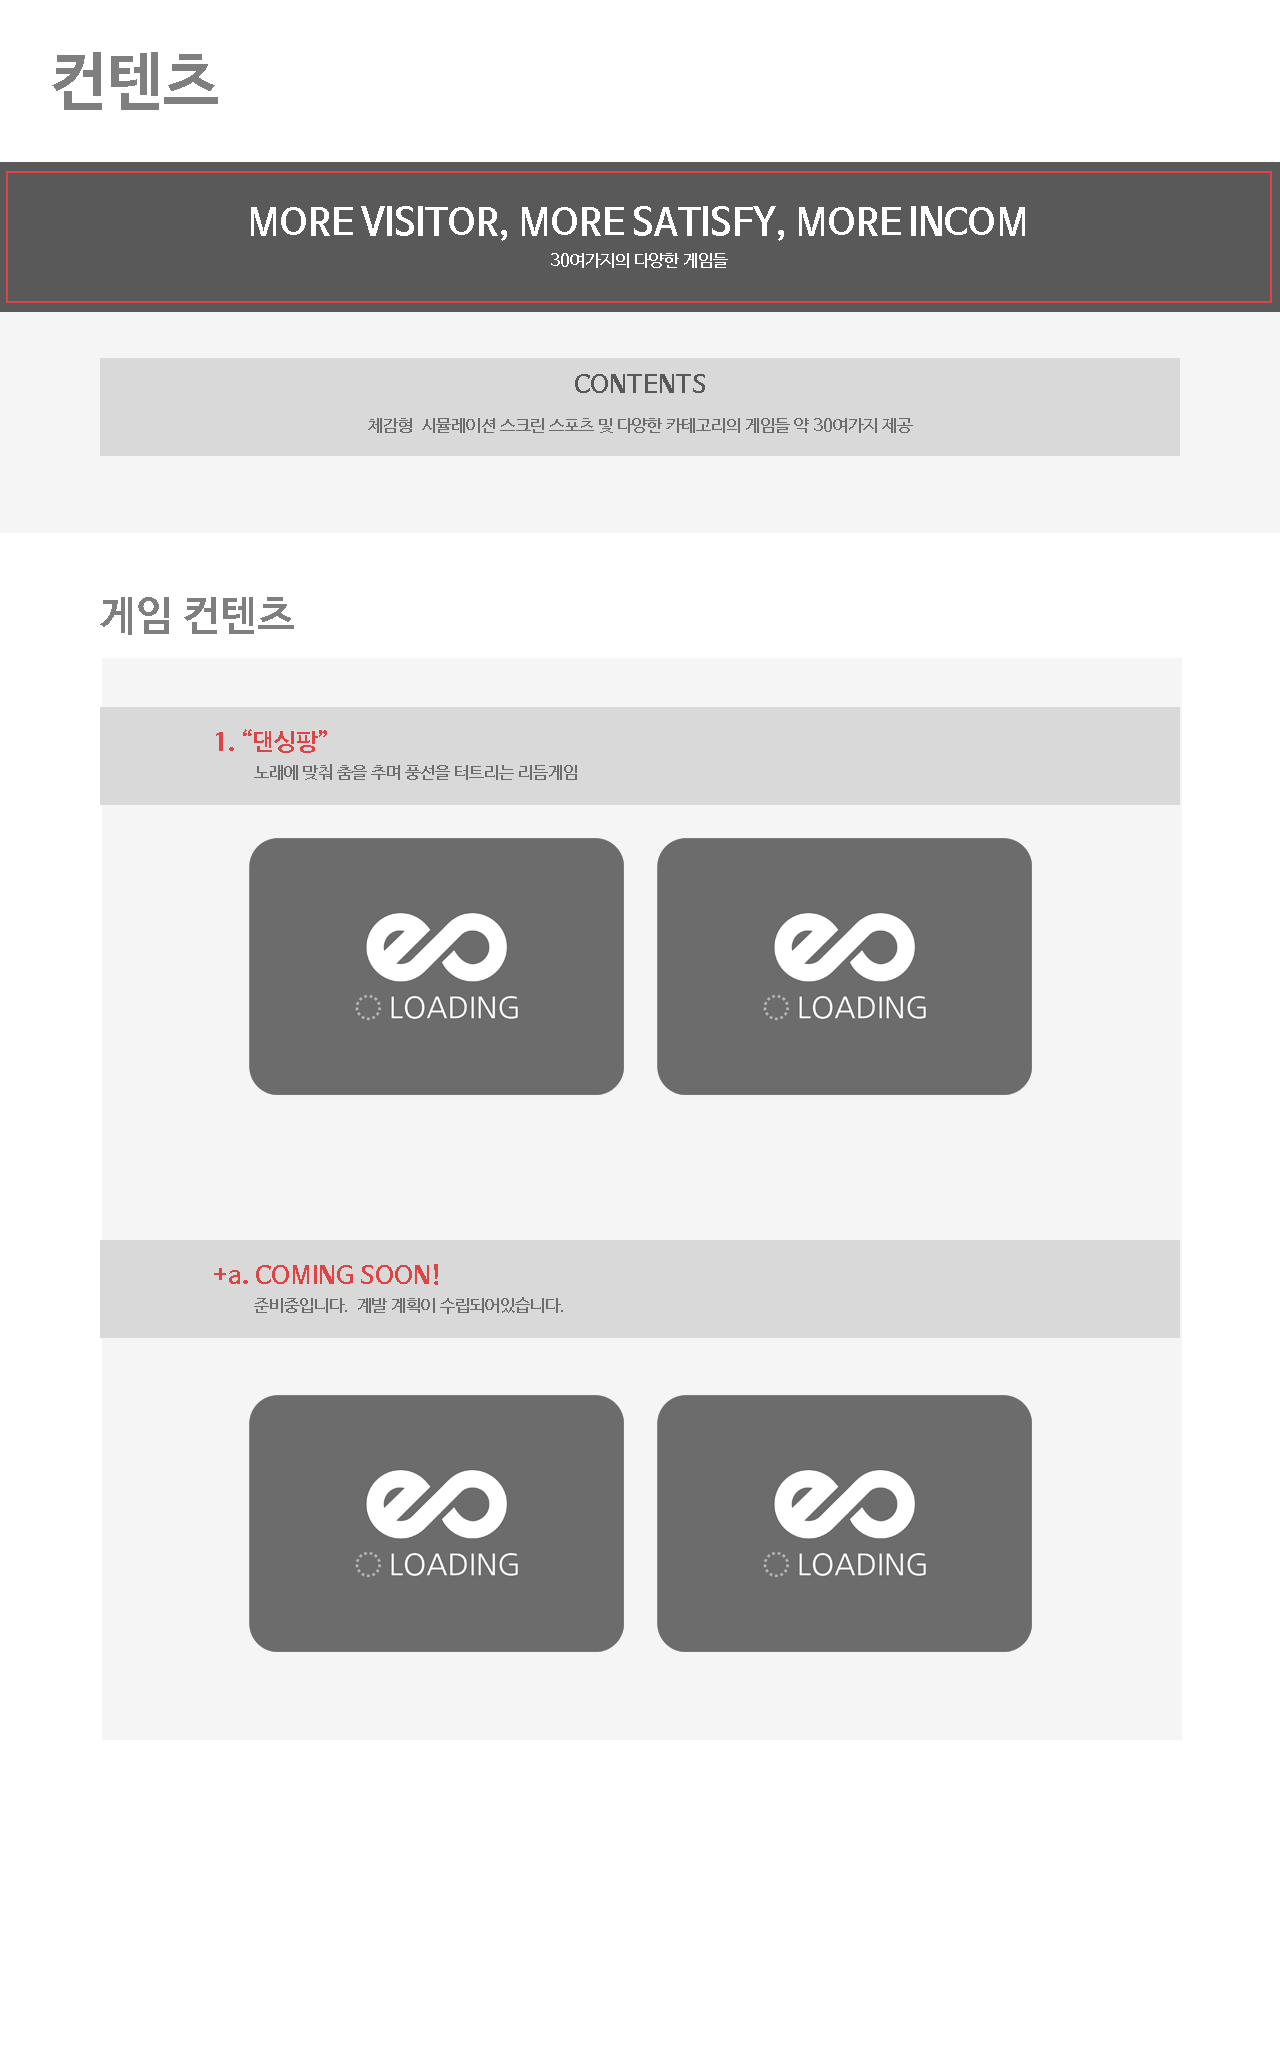 컨텐츠
MORE VISITOR, MORE SATISFY, MORE INCOM
30여가지의 다양한 게임들
CONTENTS
체감형 시뮬레이션 스크린 스포츠 및 다양한 카테고리의 게임들 약 30여가지 제공
게임 컨텐츠
1. “댄싱팡”
노래에 맞춰 춤을 추며 풍선을 터트리는 리듬게임
eo
eo
LOADING
LOADING
+a. COMING SOON!
준비중입니다. 계발 계획이 수립되어있습니다.
eo
eo
LOADING
LOADING